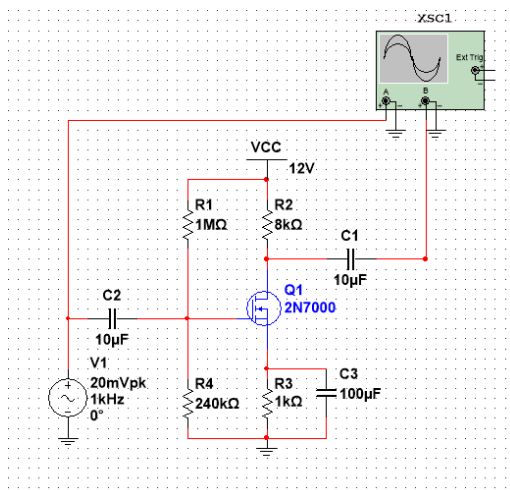 XSC1
Ext Trig
+
-
A
B
+ -
+ -
VCC
12V
R1
1MΩ
R2
8kΩ
C1
10µF
Q1
2N7000
C2
10µF
V1
20mVpk
1kHz
0°
+
-
R4
240kΩ
R3
1kΩ
C3
100µF